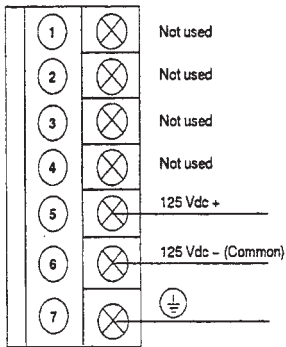 1 Not used
2 Not used
3 Not used
4 Not used
5 125 Vdc +
6 125 Vdc – (Common)
7